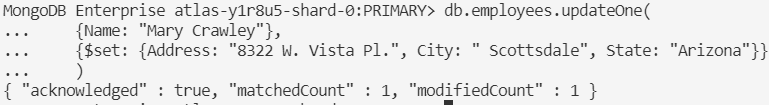 MongoDB Enterprise atlas-y1r8u5-shard-0:PRIMARY> db.employees.updateOne(
...     {Name: "Mary Crawley"},
...     {$set: {Address: "8322 W. Vista Pl.", City: " Scottsdale", State: "Arizona"}}
...     )
{ "acknowledged" : true, "matchedCount" : 1, "modifiedCount" : 1 }